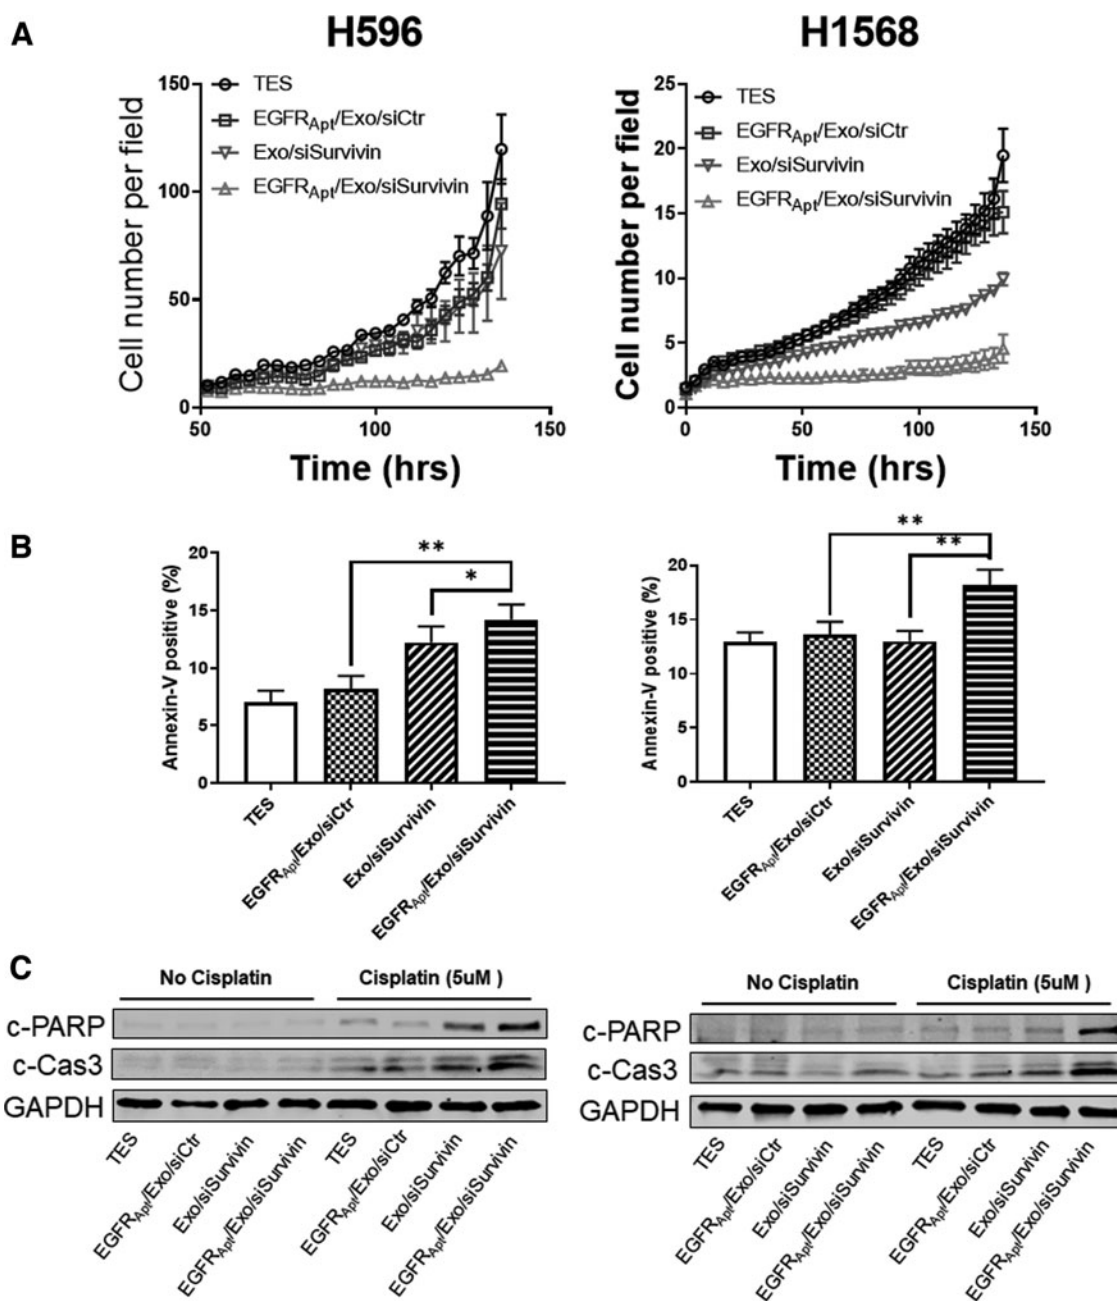 A
H596
H1568
150
100
50
0
50
100
150
Cell number per field
Time (hrs)
TES
EGFRApt/Exo/siCtr
Exo/siSurvivin
EGFRApt/Exo/siSurvivin
25
20
15
10
5
0
0
50
100
150
Cell number per field
Time (hrs)
TES
EGFRApt/Exo/siCtr
Exo/siSurvivin
EGFRApt/Exo/siSurvivin
B
20
15
10
5
0
Annexin-V positive (%)
**
*
TES
EGFRApt/Exo/siCtr
Exo/siSurvivin
EGFRApt/Exo/siSurvivin
20
15
10
5
0
Annexin-V positive (%)
**
**
TES
EGFRApt/Exo/siCtr
Exo/siSurvivin
EGFRApt/Exo/siSurvivin
C
No Cisplatin
Cisplatin (5uM )
c-PARP
c-Cas3
GAPDH
TES
EGFRApt/Exo/siCtr
Exo/siSurvivin
EGFRApt/Exo/siSurvivin
TES
EGFRApt/Exo/siCtr
Exo/siSurvivin
EGFRApt/Exo/siSurvivin
No Cisplatin
Cisplatin (5uM )
c-PARP
c-Cas3
GAPDH
TES
EGFRApt/Exo/siCtr
Exo/siSurvivin
EGFRApt/Exo/siSurvivin
TES
EGFRApt/Exo/siCtr
Exo/siSurvivin
EGFRApt/Exo/siSurvivin